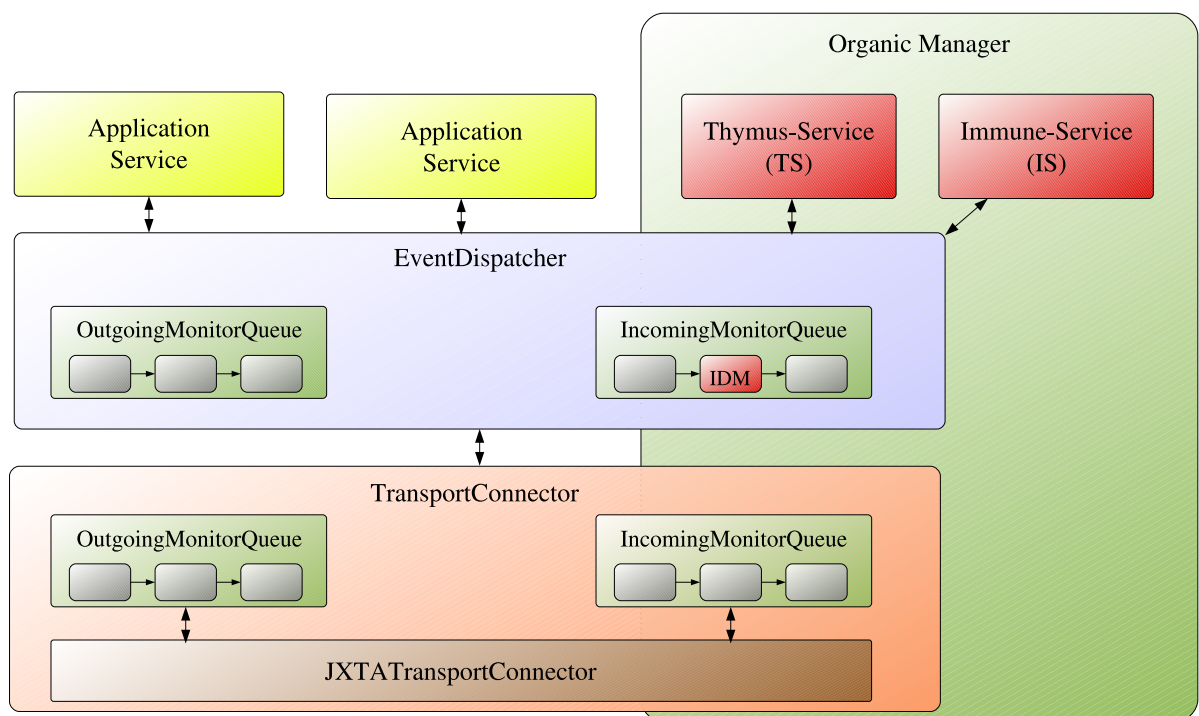 Organic Manager
Application
Service
Application
Service
Thymus-Service
(TS)
Immune-Service
(IS)
EventDispatcher
OutgoingMonitorQueue
IncomingMonitorQueue
IDM
TransportConnector
OutgoingMonitorQueue
IncomingMonitorQueue
JXTATransportConnector